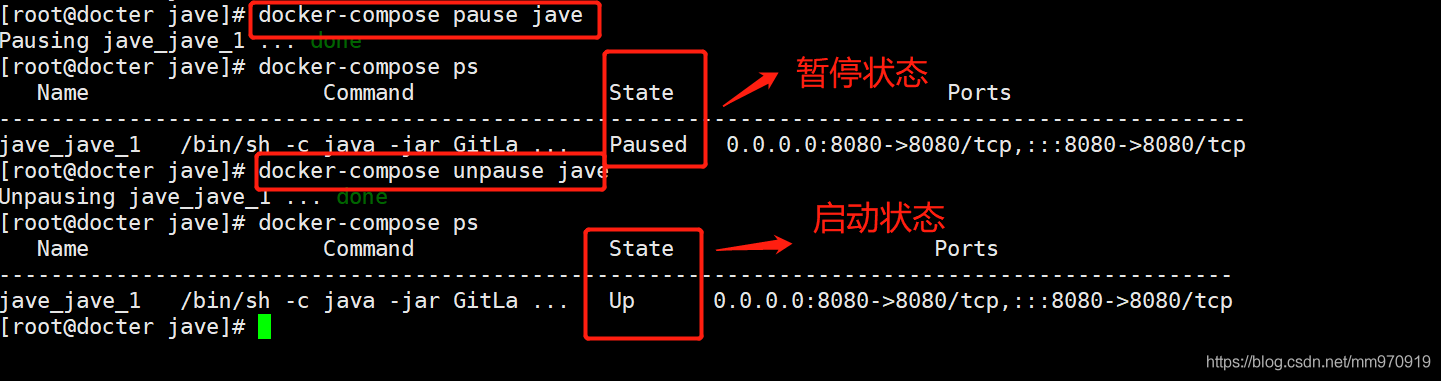 [root@docter jave]# docker-compose pause jave
Pausing jave_jave_1 ... done
[root@docter jave]# docker-compose ps
Name Command State Ports 暂停状态
--------------------------------------------------------------------------------------
jave_jave_1 /bin/sh -c java -jar GitLa ... Paused 0.0.0.0:8080->8080/tcp,:::8080->8080/tcp
[root@docter jave]# docker-compose unpause jave
Unpausing jave_jave_1 ... done
[root@docter jave]# docker-compose ps
启动状态
Name Command State Ports
--------------------------------------------------------------------------------------
jave_jave_1 /bin/sh -c java -jar GitLa ... Up 0.0.0.0:8080->8080/tcp,:::8080->8080/tcp
[root@docter jave]#
https://blog.csdn.net/mm970919